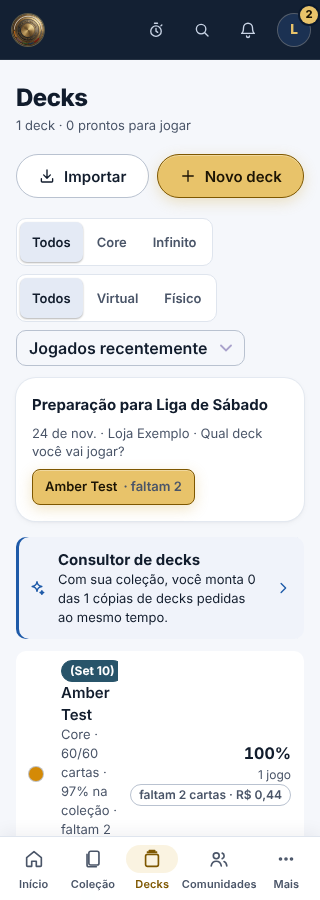 2
L
Decks
1 deck · 0 prontos para jogar
Importar
Novo deck
Todos Core Infinito
Todos Virtual Físico
Jogados recentemente
Preparação para Liga de Sábado
24 de nov. · Loja Exemplo · Qual deck
você vai jogar?
Amber Test · faltam 2
Consultor de decks
Com sua coleção, você monta 0
das 1 cópias de decks pedidas
ao mesmo tempo.
(Set 10)
Amber
Test
Core ·
60/60
cartas ·
97% na
coleção ·
faltam 2
100%
1 jogo
faltam 2 cartas · R$ 0,44
Início Coleção Decks Comunidades Mais